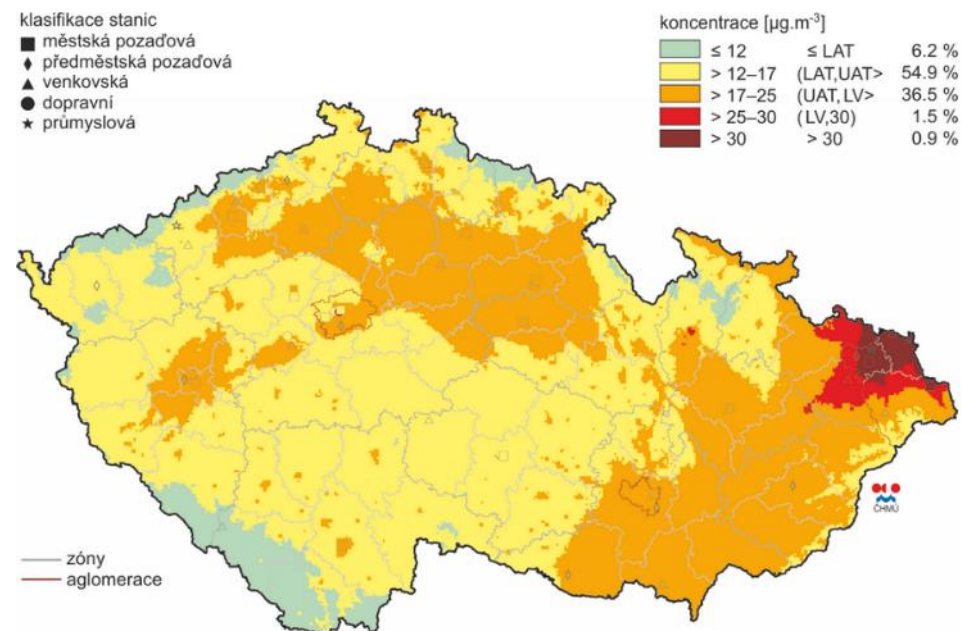 klasifikace stanic
městská pozaďová
předměstská pozaďová
venkovská
dopravní
průmyslová
koncentrace [µg.m⁻³]
≤ 12 ≤ LAT 6.2 %
> 12–17 (LAT,UAT> 54.9 %
> 17–25 (UAT, LV> 36.5 %
> 25–30 (LV,30⟩ 1.5 %
> 30 > 30 0.9 %
ČHMÚ
zóny
aglomerace